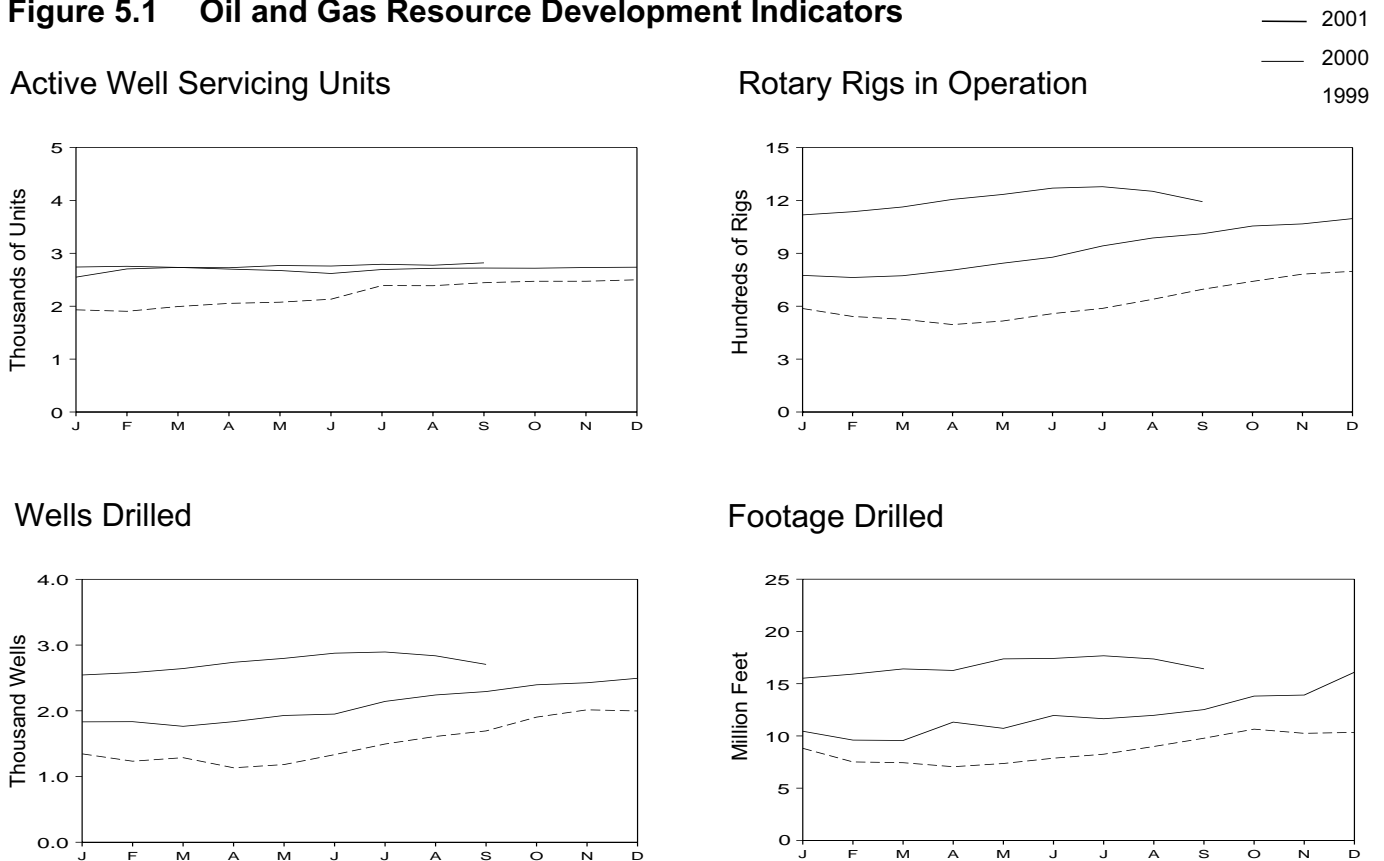 Figure 5.1 Oil and Gas Resource Development Indicators
2001
2000
1999
Active Well Servicing Units
Thousands of Units
5
4
3
2
1
0
J F M A M J J A S O N D
Rotary Rigs in Operation
Hundreds of Rigs
15
12
9
6
3
0
J F M A M J J A S O N D
Wells Drilled
Thousand Wells
4.0
3.0
2.0
1.0
0.0
J F M A M J J A S O N D
Footage Drilled
Million Feet
25
20
15
10
5
0
J F M A M J J A S O N D